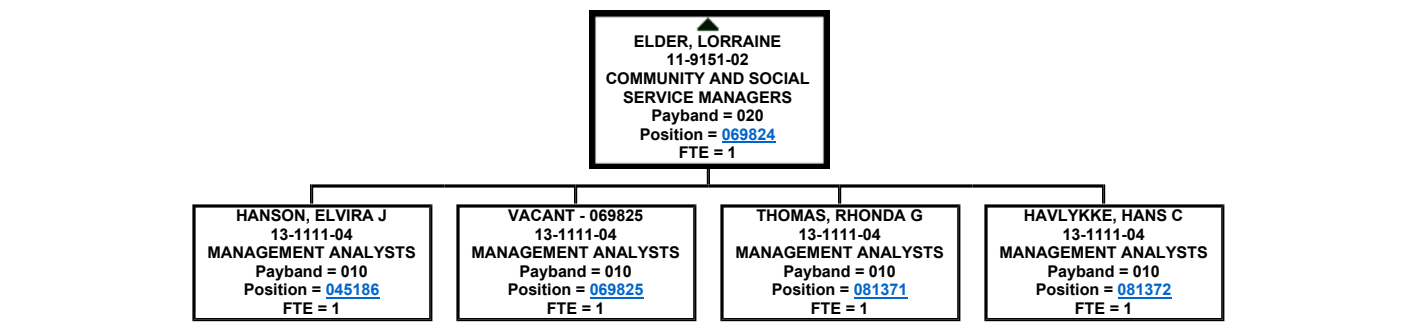 ELDER, LORRAINE
11-9151-02
COMMUNITY AND SOCIAL
SERVICE MANAGERS
Payband = 020
Position = 069824
FTE = 1
HANSON, ELVIRA J
13-1111-04
MANAGEMENT ANALYSTS
Payband = 010
Position = 045186
FTE = 1
VACANT - 069825
13-1111-04
MANAGEMENT ANALYSTS
Payband = 010
Position = 069825
FTE = 1
THOMAS, RHONDA G
13-1111-04
MANAGEMENT ANALYSTS
Payband = 010
Position = 081371
FTE = 1
HAVLYKKE, HANS C
13-1111-04
MANAGEMENT ANALYSTS
Payband = 010
Position = 081372
FTE = 1